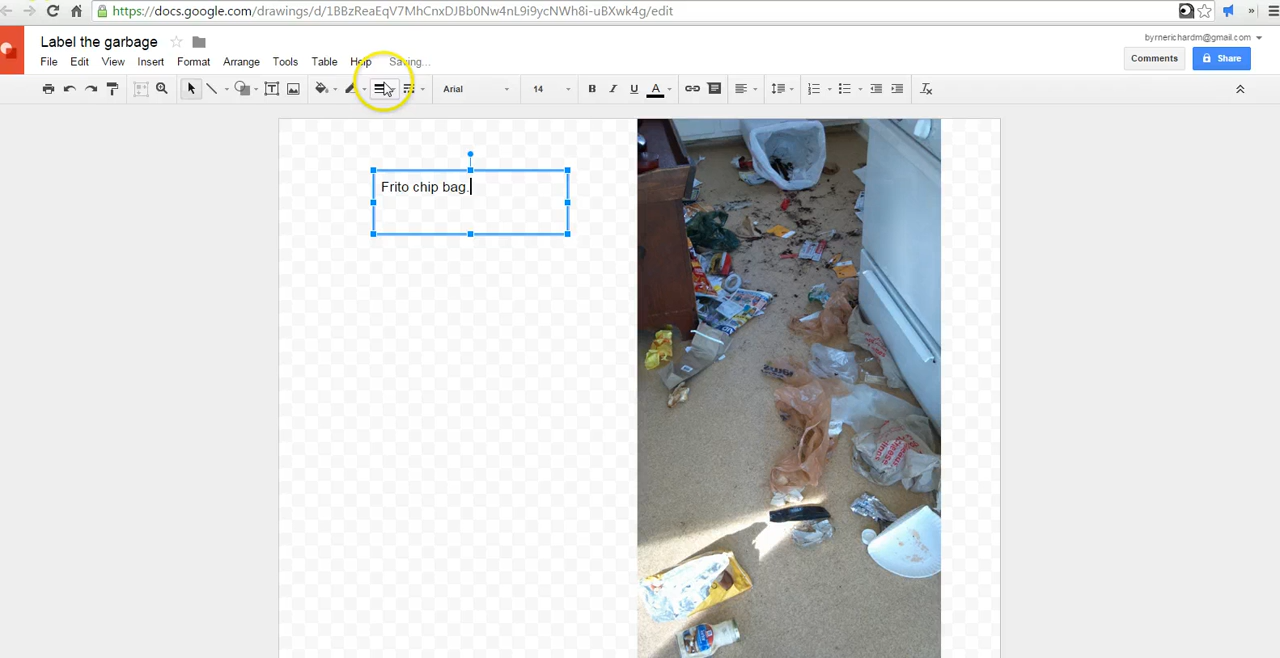 https://docs.google.com/drawings/d/1BBzReaEqV7MhCnxDJBb0Nw4nL9i9ycNWh8i-uBXwk4g/edit
Label the garbage
byrnerichardm@gmail.com
File Edit View Insert Format Arrange Tools Table Help Saving...
Comments Share
Arial 14 B I U A
Frito chip bag.